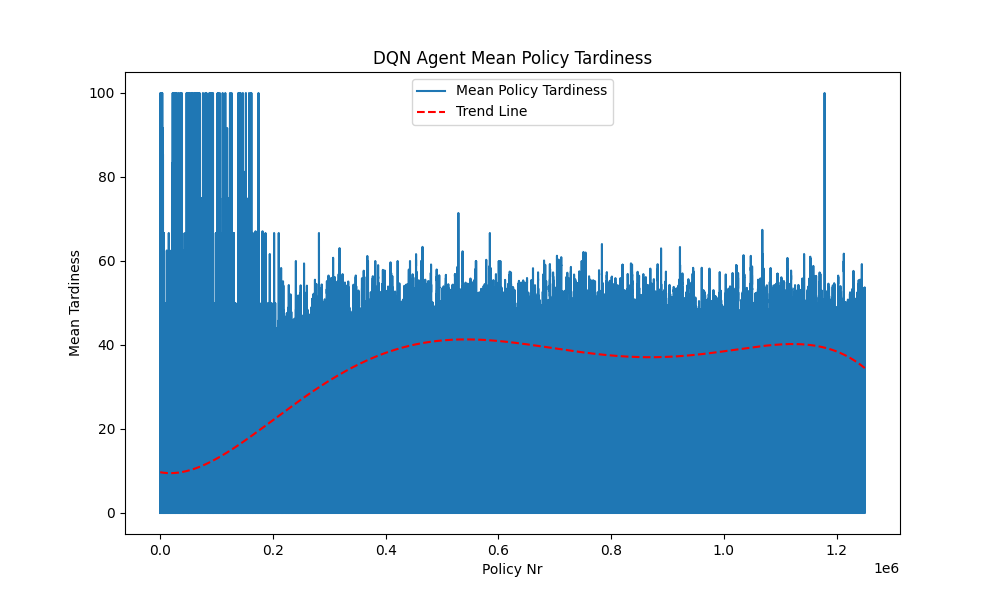 DQN Agent Mean Policy Tardiness
Mean Policy Tardiness
Trend Line
100
80
60
40
20
0
Mean Tardiness
0.0 0.2 0.4 0.6 0.8 1.0 1.2
1e6
Policy Nr